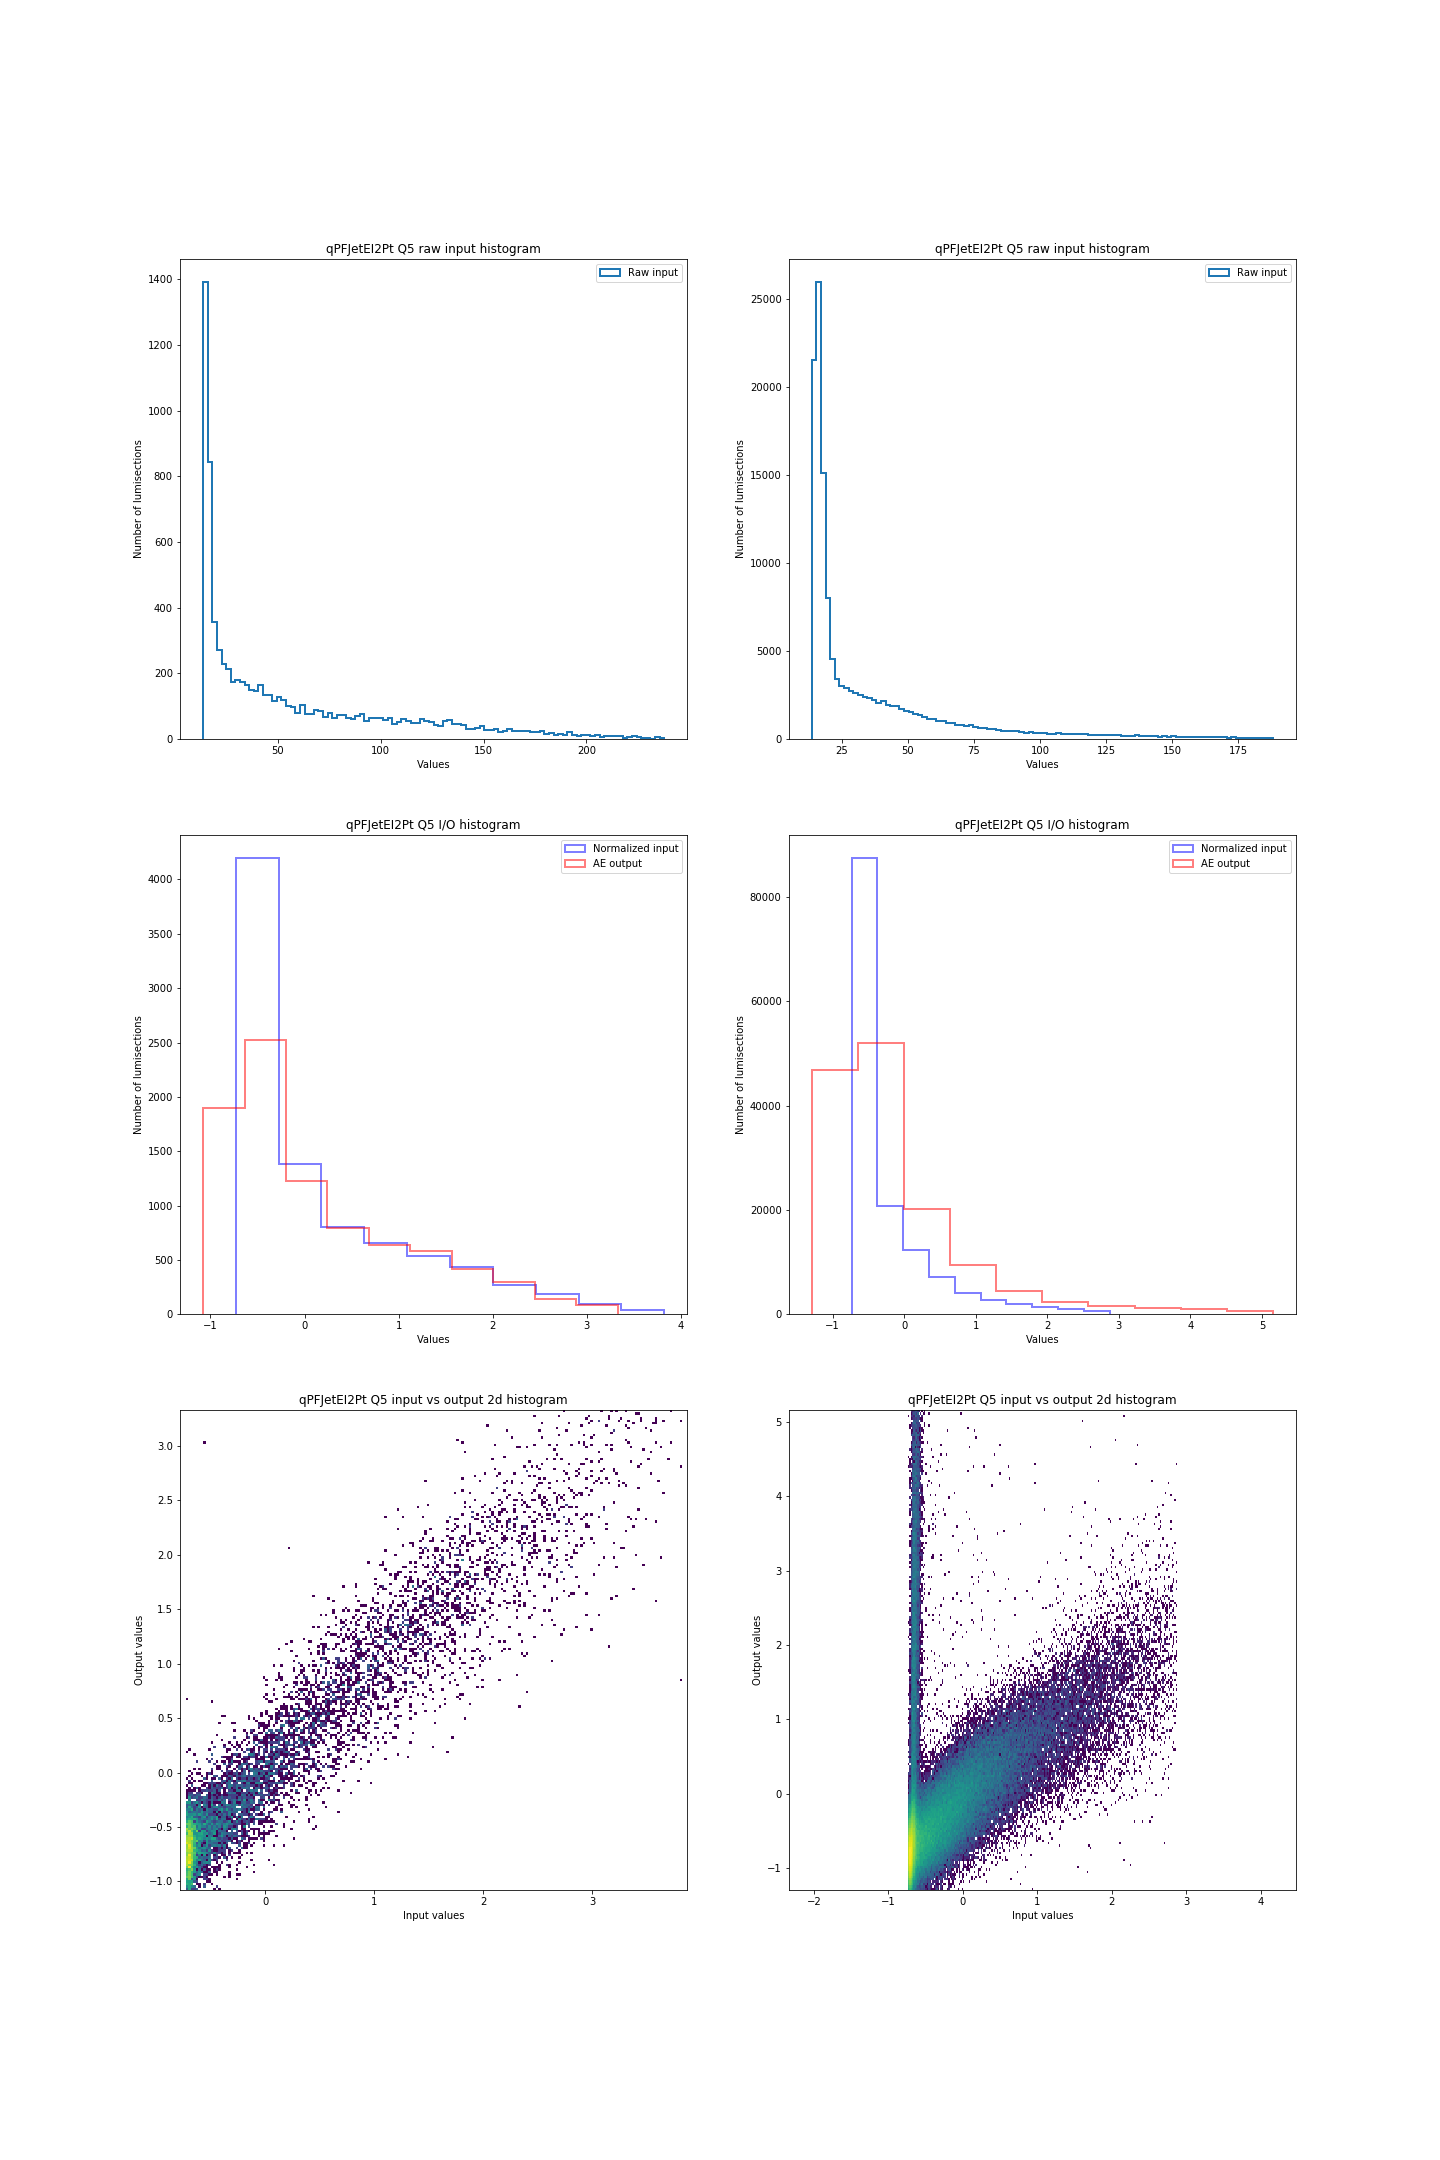 qPFJetEI2Pt Q5 raw input histogram
Raw input
1400
1200
1000
800
600
400
200
0
Number of lumisections
50 100 150 200
Values
qPFJetEI2Pt Q5 raw input histogram
Raw input
25000
20000
15000
10000
5000
0
Number of lumisections
25 50 75 100 125 150 175
Values
qPFJetEI2Pt Q5 I/O histogram
Normalized input
AE output
4000
3500
3000
2500
2000
1500
1000
500
0
Number of lumisections
−1 0 1 2 3 4
Values
qPFJetEI2Pt Q5 I/O histogram
Normalized input
AE output
80000
60000
40000
20000
0
Number of lumisections
−1 0 1 2 3 4 5
Values
qPFJetEI2Pt Q5 input vs output 2d histogram
3.0
2.5
2.0
1.5
1.0
0.5
0.0
−0.5
−1.0
Output values
0 1 2 3
Input values
qPFJetEI2Pt Q5 input vs output 2d histogram
5
4
3
2
1
0
−1
Output values
−2 −1 0 1 2 3 4
Input values